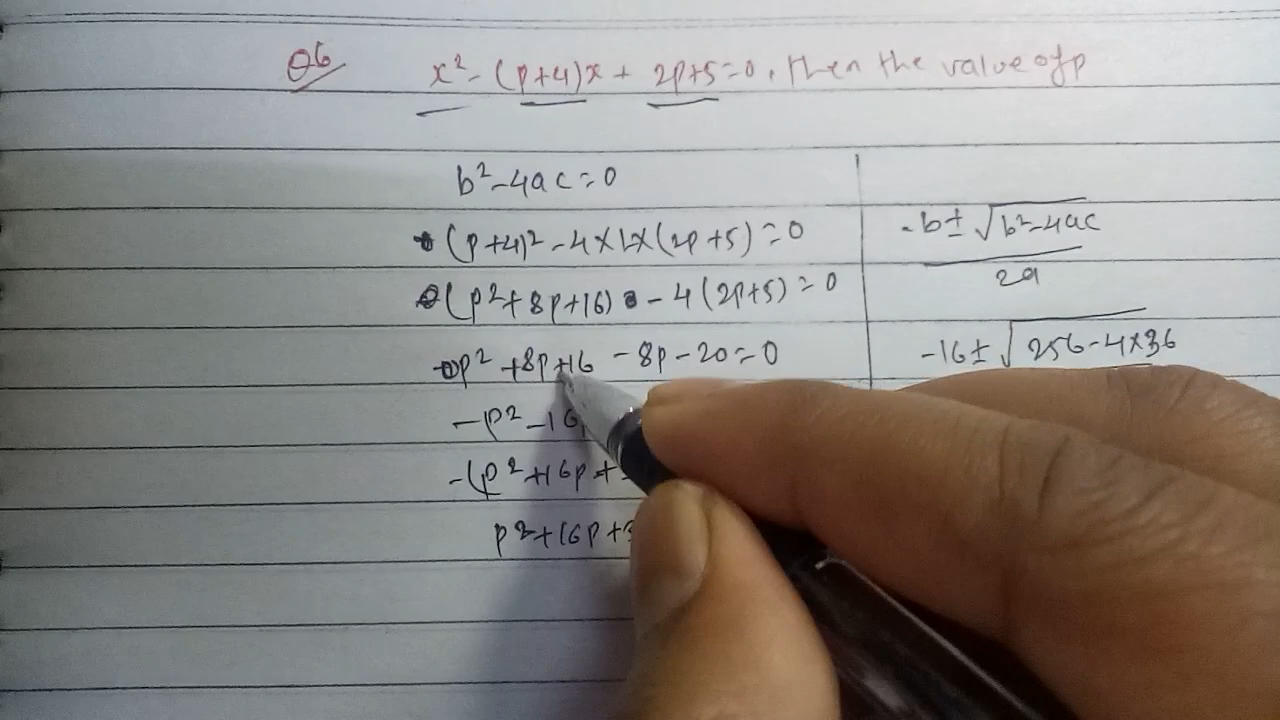 Q6 x² - (p+4)x + 2p+5=0, then the value of p
b²-4ac=0
(p+4)² - 4×1×(2p+5)=0
(p²+8p+16) - 4(2p+5)=0
p² +8p+16 -8p-20=0
-p²-16
-(p²+16p+
p²+16p+3
-b±√b²-4ac
2a
-16±√256-4×36